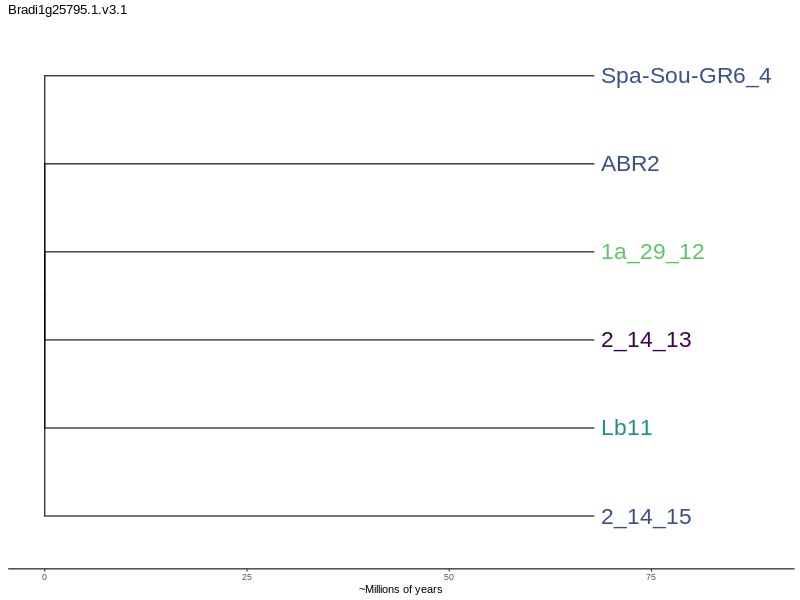 Bradi1g25795.1.v3.1
Spa-Sou-GR6_4
ABR2
1a_29_12
2_14_13
Lb11
2_14_15
0 25 50 75
~Millions of years